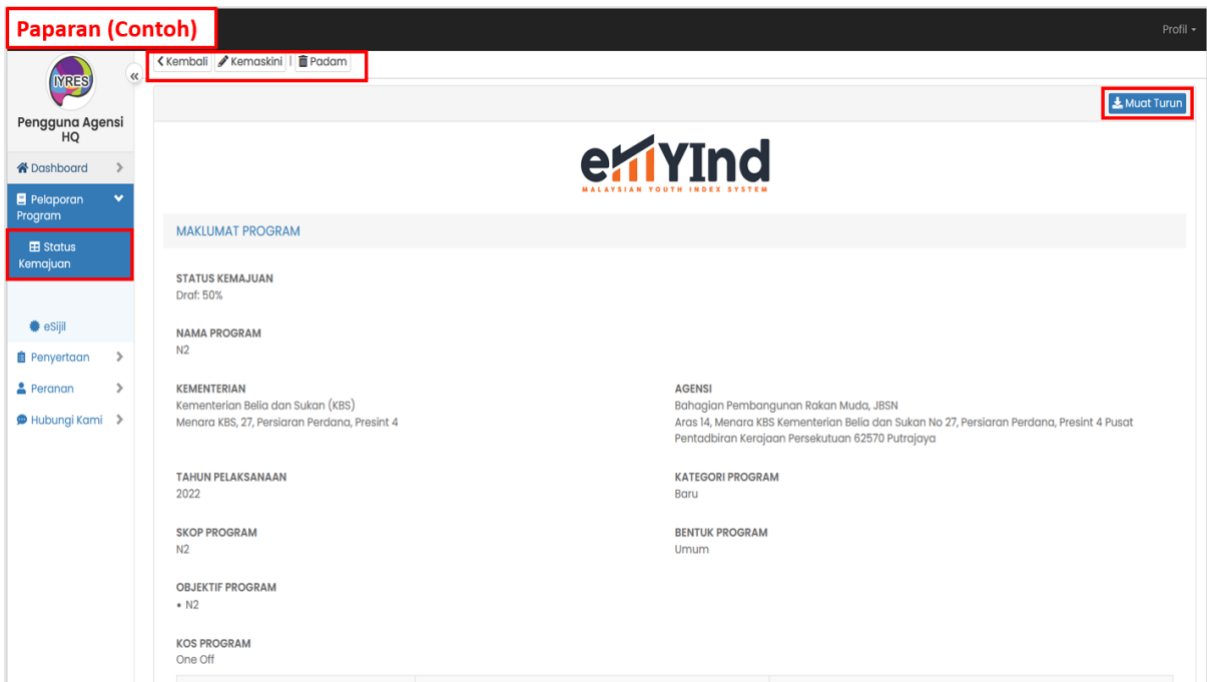 Paparan (Contoh)
Profil
IYRES
Pengguna Agensi
HQ
Dashboard
Pelaporan
Program
Status
Kemajuan
eSijil
Penyertaan
Peranan
Hubungi Kami
Kembali Kemaskini | Padam
Muat Turun
emYInd
MALAYSIAN YOUTH INDEX SYSTEM
MAKLUMAT PROGRAM
STATUS KEMAJUAN
Draf: 50%
NAMA PROGRAM
N2
KEMENTERIAN
Kementerian Belia dan Sukan (KBS)
Menara KBS, 27, Persiaran Perdana, Presint 4
AGENSI
Bahagian Pembangunan Rakan Muda, JBSN
Aras 14, Menara KBS Kementerian Belia dan Sukan No 27, Persiaran Perdana, Presint 4 Pusat
Pentadbiran Kerajaan Persekutuan 62570 Putrajaya
TAHUN PELAKSANAAN
2022
KATEGORI PROGRAM
Baru
SKOP PROGRAM
N2
BENTUK PROGRAM
Umum
OBJEKTIF PROGRAM
• N2
KOS PROGRAM
One Off